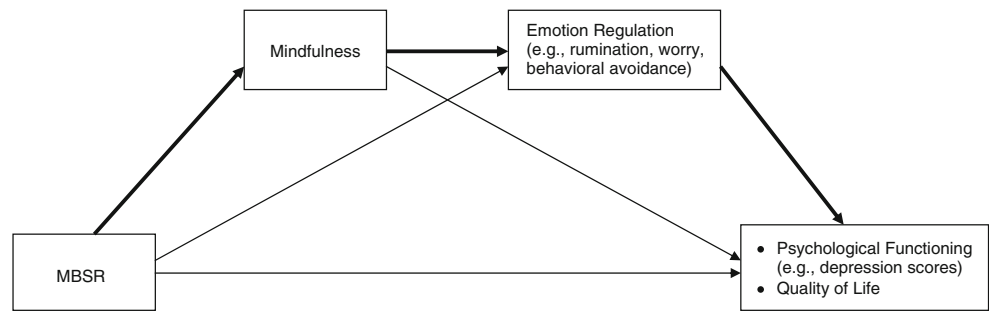 Mindfulness
Emotion Regulation
(e.g., rumination, worry,
behavioral avoidance)
MBSR
• Psychological Functioning
(e.g., depression scores)
• Quality of Life